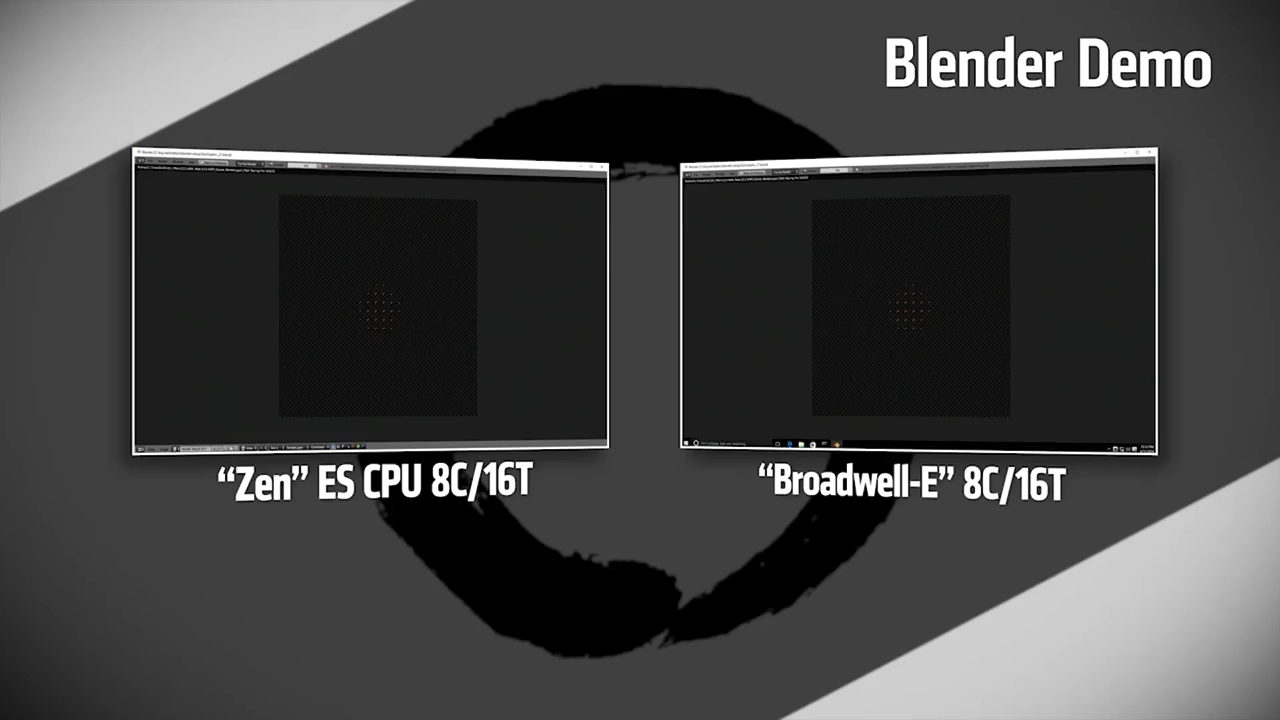 Blender Demo
“Zen” ES CPU 8C/16T
“Broadwell-E” 8C/16T